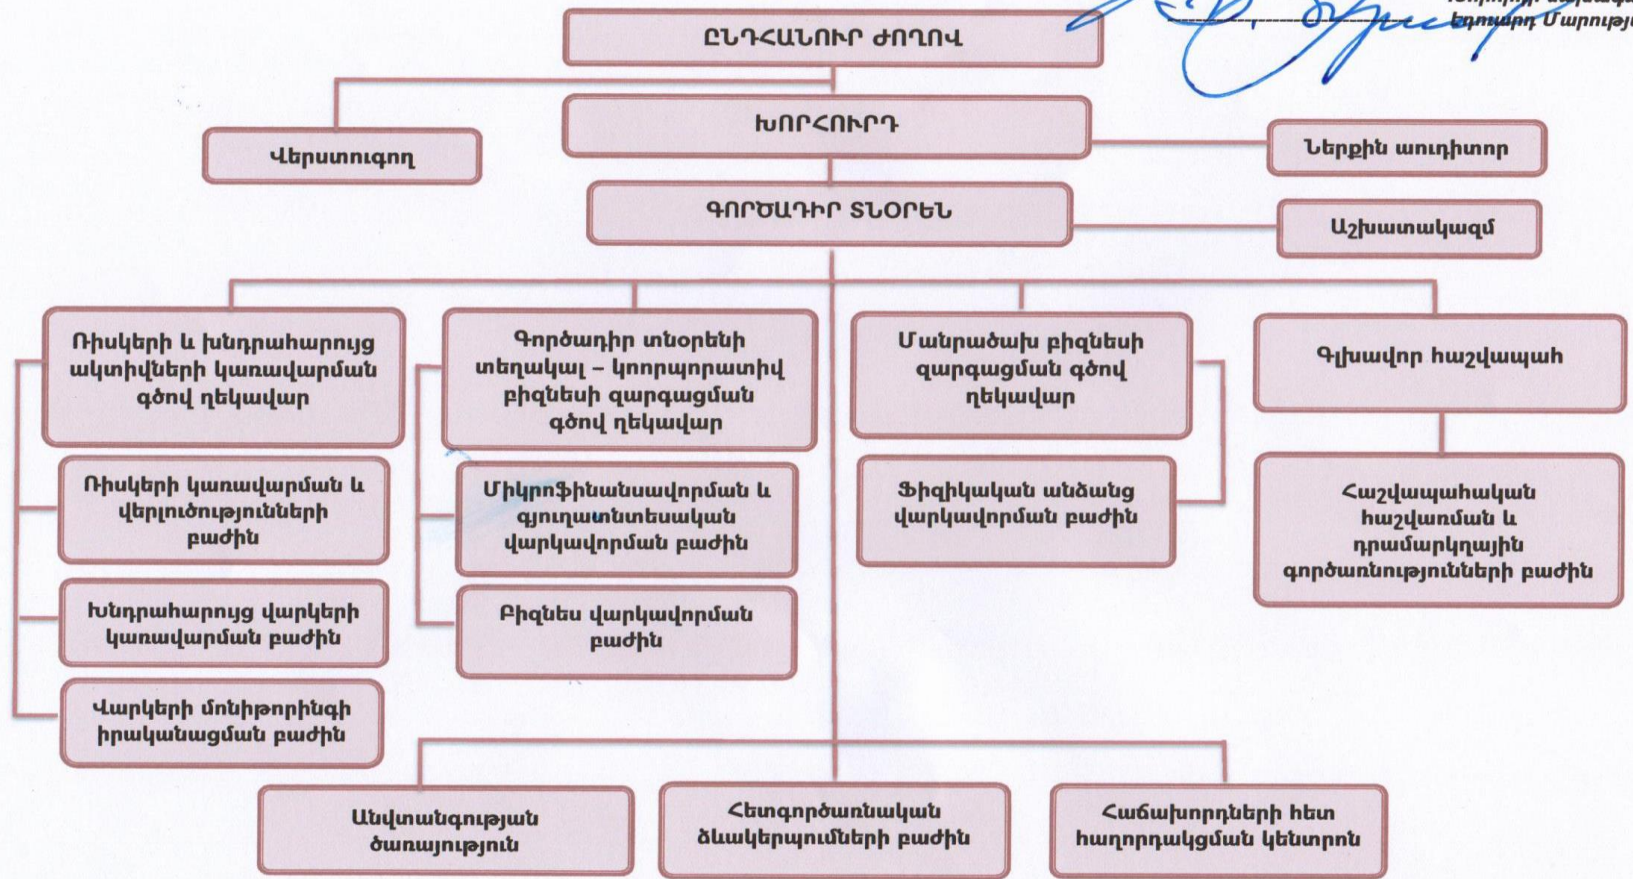 Եդուարդ Մարության
ԸՆԴՀԱՆՈՒՐ ԺՈՂՈՎ
ԽՈՐՀՈՒՐԴ
Վերստուգող
Ներքին աուդիտոր
ԳՈՐԾԱԴԻՐ ՏՆՕՐԵՆ
Աշխատակազմ
Ռիսկերի և խնդրահարույց
ակտիվների կառավարման
գծով ղեկավար
Ռիսկերի կառավարման և
վերլուծությունների
բաժին
Խնդրահարույց վարկերի
կառավարման բաժին
Վարկերի մոնիթորինգի
իրականացման բաժին
Գործադիր տնօրենի
տեղակալ – կոորպորատիվ
բիզնեսի զարգացման
գծով ղեկավար
Միկրոֆինանսավորման և
գյուղատնտեսական
վարկավորման բաժին
Բիզնես վարկավորման
բաժին
Մանրածախ բիզնեսի
զարգացման գծով
ղեկավար
Ֆիզիկական անձանց
վարկավորման բաժին
Գլխավոր հաշվապահ
Հաշվապահական
հաշվառման և
դրամարկղային
գործառնությունների բաժին
Անվտանգության
ծառայություն
Հետգործառնական
ձևակերպումների բաժին
Հաճախորդների հետ
հաղորդակցման կենտրոն